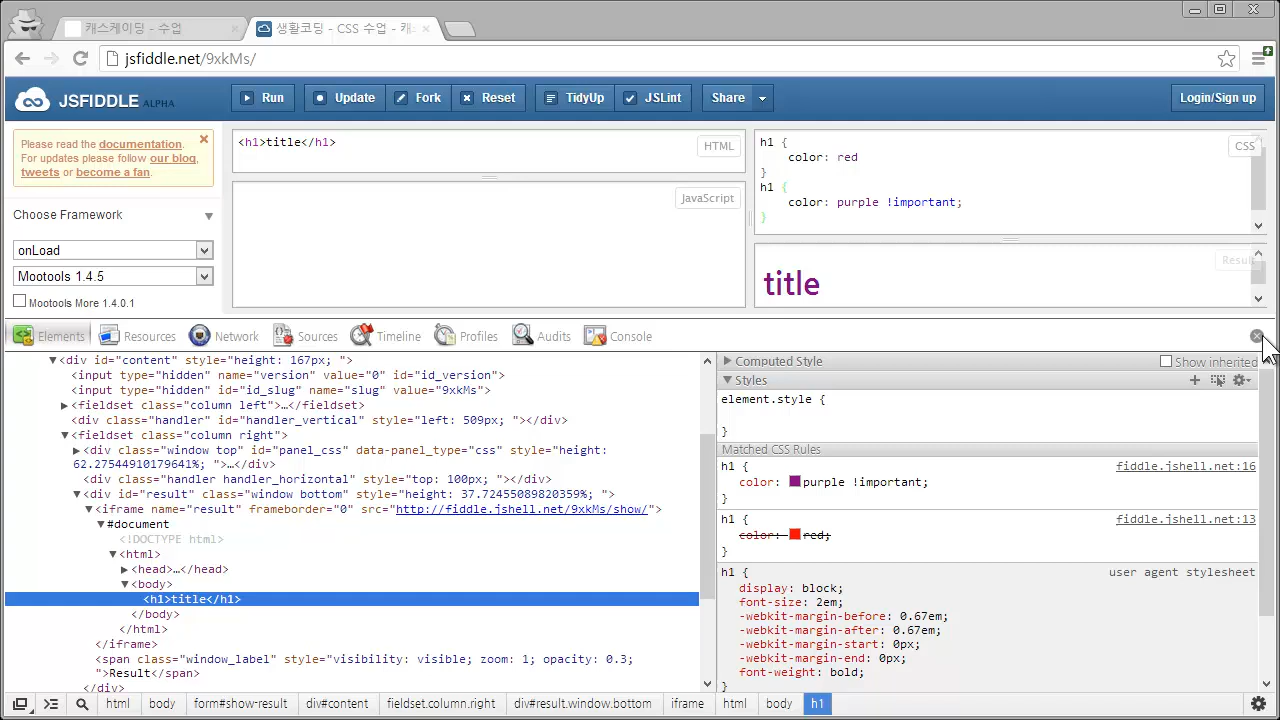 캐스케이딩 - 수업
생활코딩 - CSS 수업 - 캐
jsfiddle.net/9xkMs/
JSFIDDLE ALPHA
Run
Update
Fork
Reset
TidyUp
JSLint
Share
Login/Sign up
Please read the documentation.
For updates please follow our blog,
tweets or become a fan.
Choose Framework
onLoad
Mootools 1.4.5
Mootools More 1.4.0.1
<h1>title</h1>
HTML
JavaScript
h1 {
color: red
}
h1 {
color: purple !important;
}
CSS
title
Result
Elements
Resources
Network
Sources
Timeline
Profiles
Audits
Console
<div id="content" style="height: 167px; ">
<input type="hidden" name="version" value="0" id="id_version">
<input type="hidden" id="id_slug" name="slug" value="9xkMs">
<fieldset class="column left">…</fieldset>
<div class="handler" id="handler_vertical" style="left: 509px; "></div>
<fieldset class="column right">
<div class="window top" id="panel_css" data-panel_type="css" style="height:
62.27544910179641%; ">…</div>
<div class="handler handler_horizontal" style="top: 100px; "></div>
<div id="result" class="window bottom" style="height: 37.72455089820359%; ">
<iframe name="result" frameborder="0" src="http://fiddle.jshell.net/9xkMs/show/">
#document
<!DOCTYPE html>
<html>
<head>…</head>
<body>
<h1>title</h1>
</body>
</html>
</iframe>
<span class="window_label" style="visibility: visible; zoom: 1; opacity: 0.3;
">Result</span>
</div>
Computed Style
Show inherited
Styles
element.style {
}
Matched CSS Rules
h1 {
fiddle.jshell.net:16
color: purple !important;
}
h1 {
fiddle.jshell.net:13
color: red;
}
h1 {
user agent stylesheet
display: block;
font-size: 2em;
-webkit-margin-before: 0.67em;
-webkit-margin-after: 0.67em;
-webkit-margin-start: 0px;
-webkit-margin-end: 0px;
font-weight: bold;
}
html
body
form#show-result
div#content
fieldset.column.right
div#result.window.bottom
iframe
html
body
h1